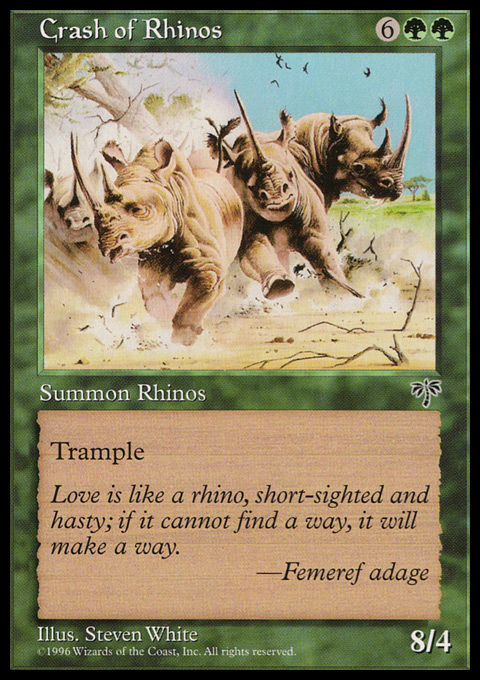 Crash of Rhinos 6
Summon Rhinos
Trample
Love is like a rhino, short-sighted and
hasty; if it cannot find a way, it will
make a way.
—Femeref adage
Illus. Steven White
©1996 Wizards of the Coast, Inc. All rights reserved.
8/4